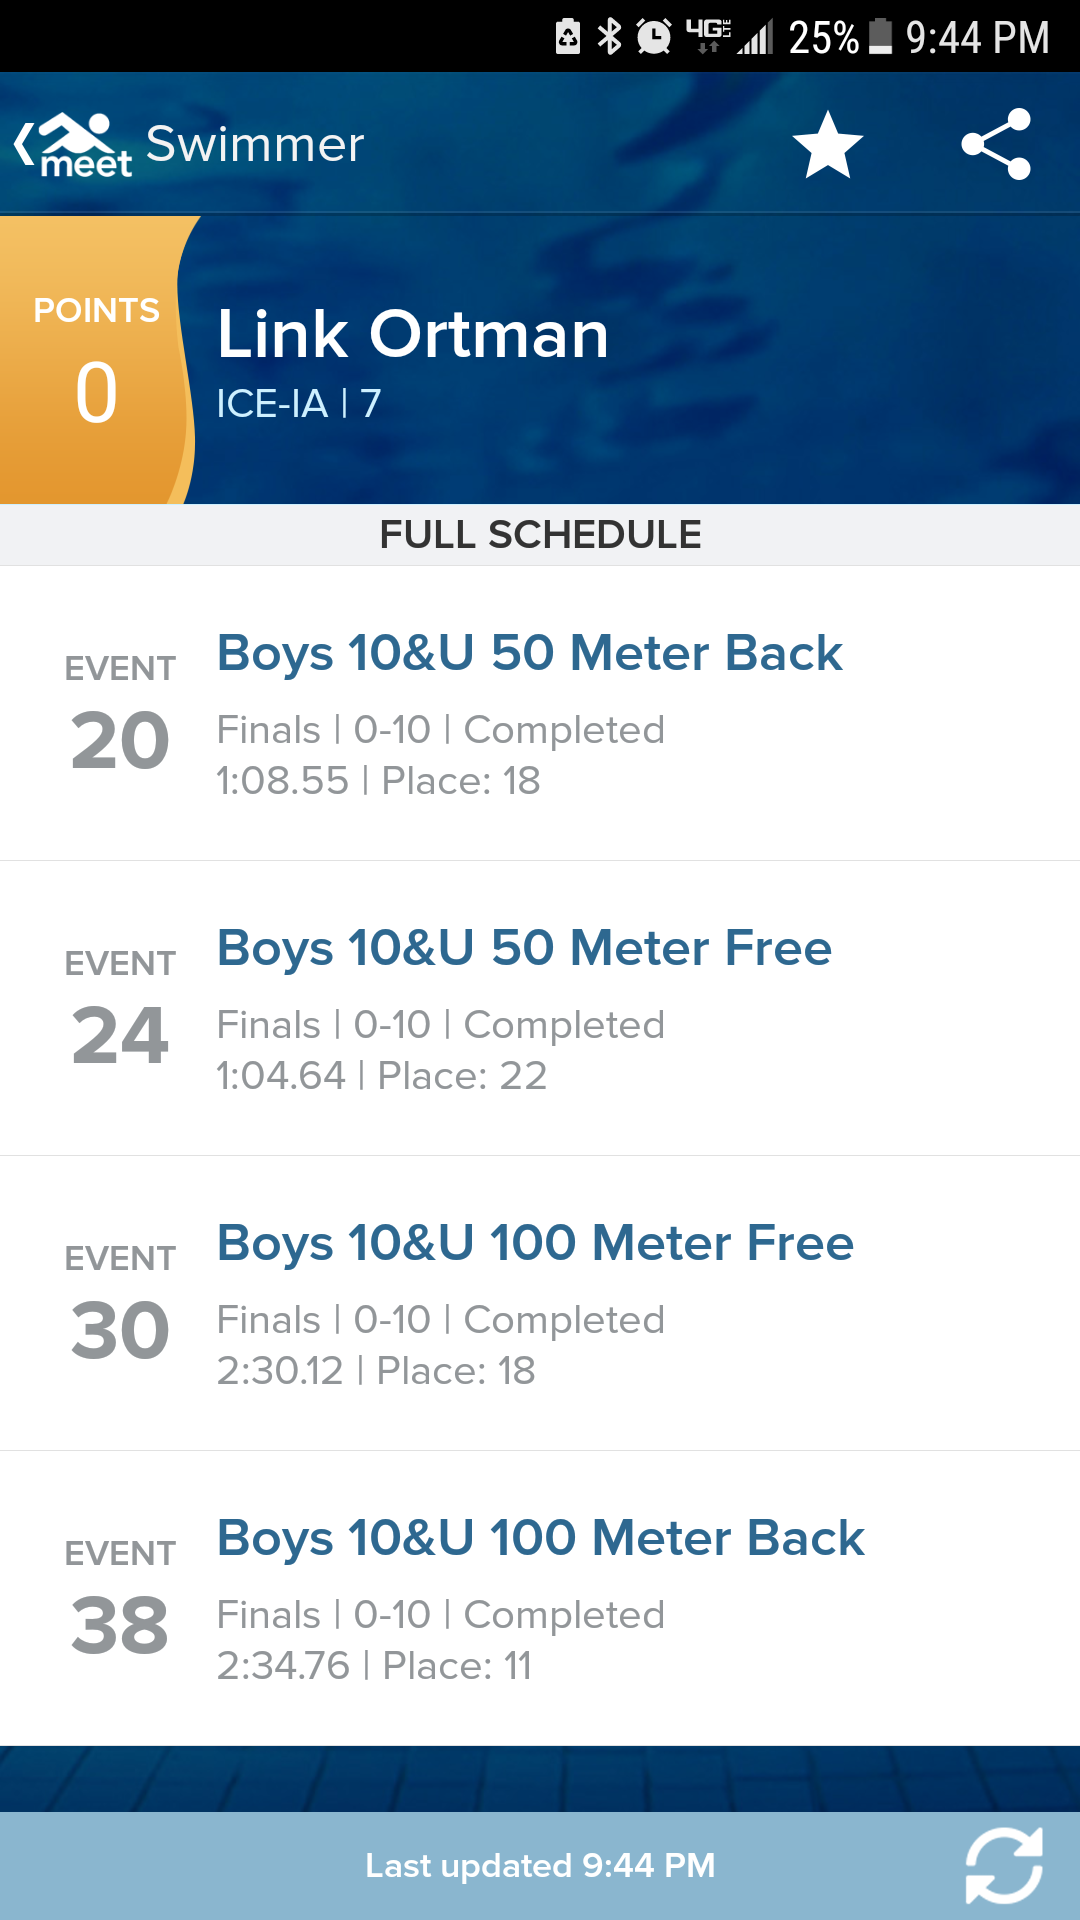 4G LTE 25% 9:44 PM
meet Swimmer
POINTS
0
Link Ortman
ICE-IA | 7
FULL SCHEDULE
EVENT
20
Boys 10&U 50 Meter Back
Finals | 0-10 | Completed
1:08.55 | Place: 18
EVENT
24
Boys 10&U 50 Meter Free
Finals | 0-10 | Completed
1:04.64 | Place: 22
EVENT
30
Boys 10&U 100 Meter Free
Finals | 0-10 | Completed
2:30.12 | Place: 18
EVENT
38
Boys 10&U 100 Meter Back
Finals | 0-10 | Completed
2:34.76 | Place: 11
Last updated 9:44 PM